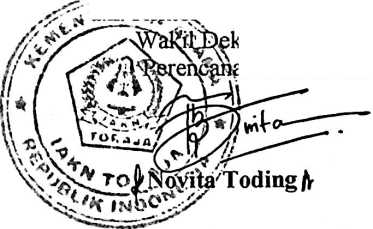 Wakil Dek
Perencana
KEMEN
TORAJA
IAKN TO
REPUBLIK INDON
Novita Toding